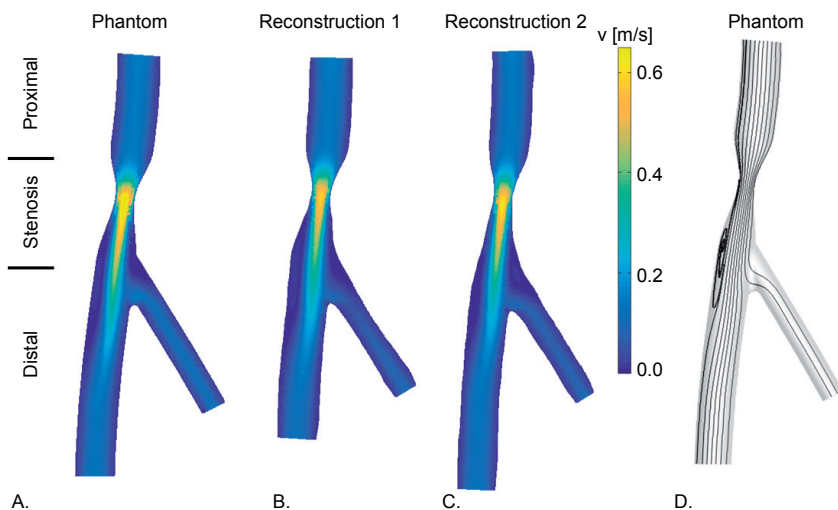 Phantom
Reconstruction 1
Reconstruction 2
Phantom
v [m/s]
0.6
0.4
0.2
0.0
Proximal
Stenosis
Distal
A.
B.
C.
D.